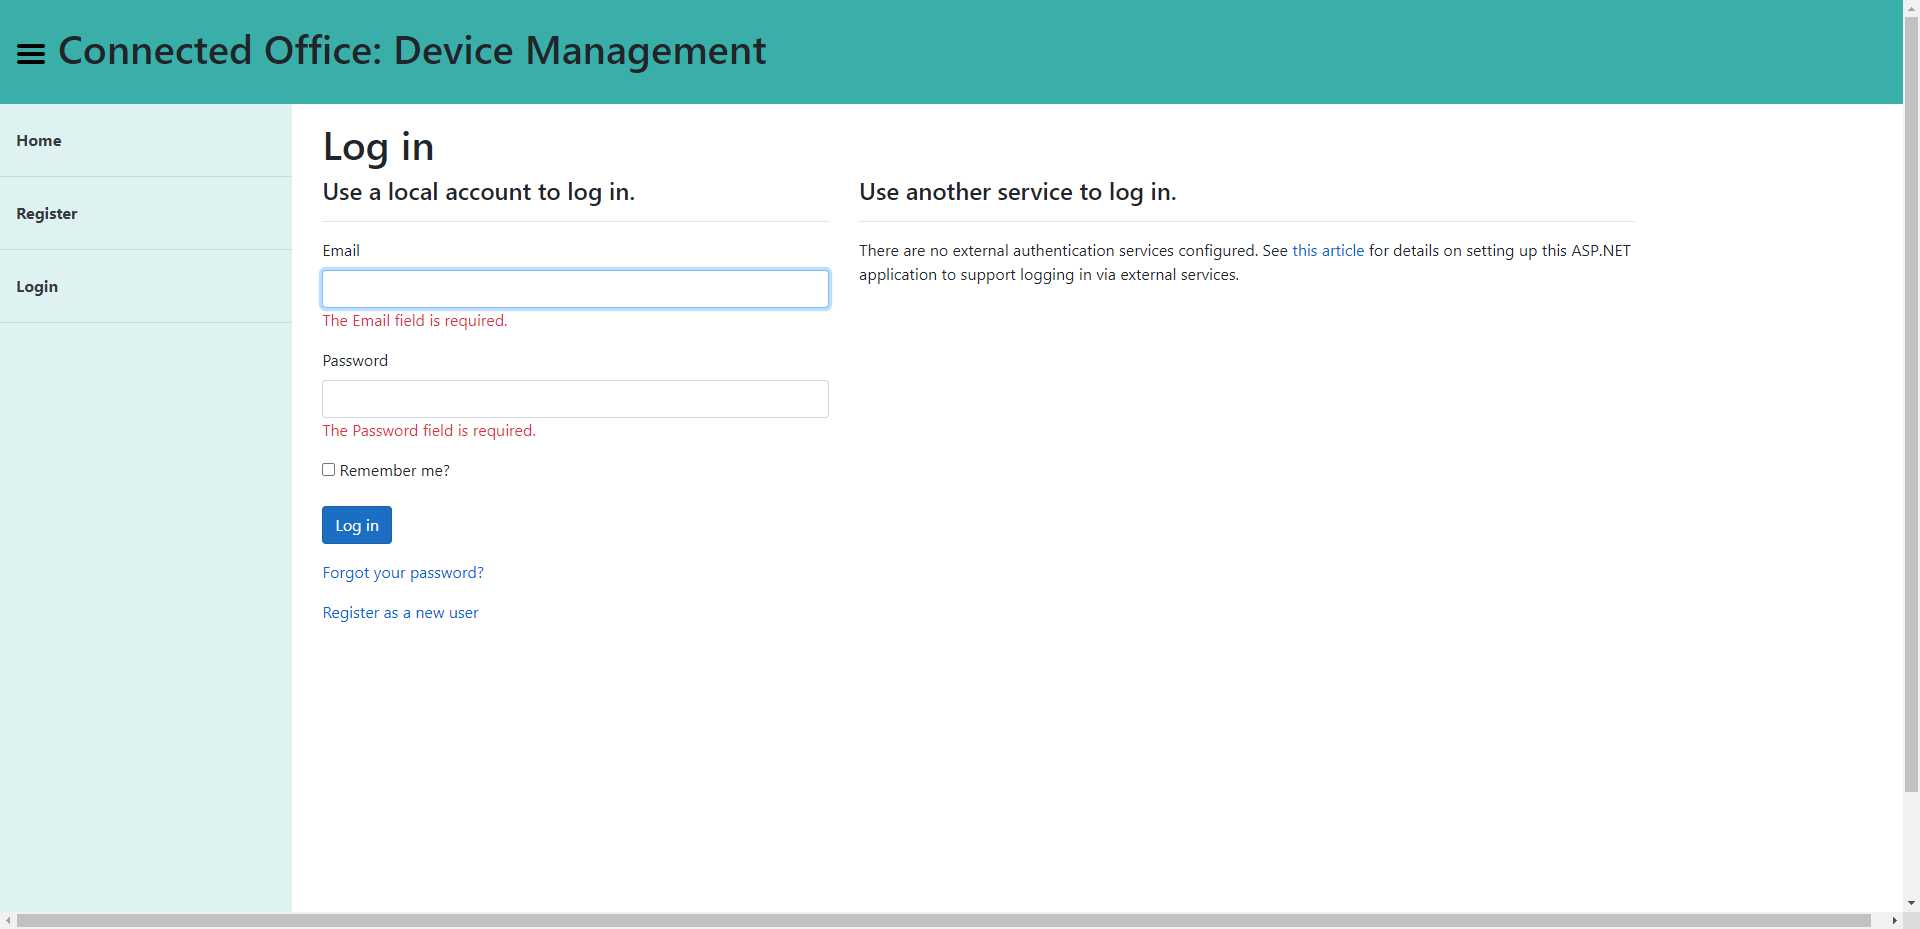 Connected Office: Device Management
Home
Register
Login
Log in
Use a local account to log in.
Email
The Email field is required.
Password
The Password field is required.
Remember me?
Log in
Forgot your password?
Register as a new user
Use another service to log in.
There are no external authentication services configured. See this article for details on setting up this ASP.NET
application to support logging in via external services.